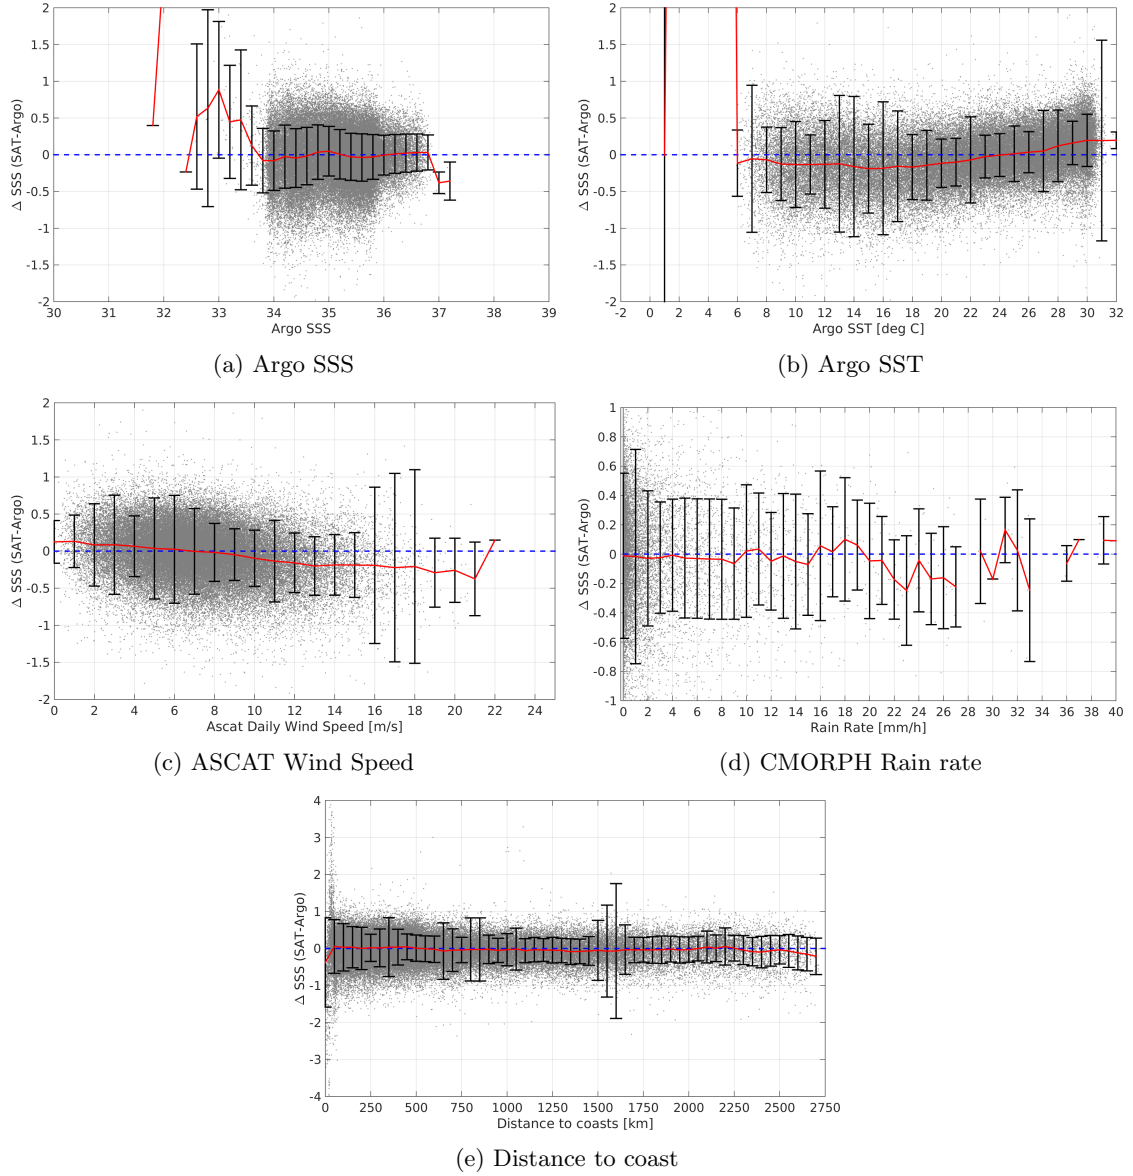 2
1.5
1
0.5
0
-0.5
-1
-1.5
-2
Δ SSS (SAT-Argo)
30 31 32 33 34 35 36 37 38 39
Argo SSS
(a) Argo SSS
2
1.5
1
0.5
0
-0.5
-1
-1.5
-2
Δ SSS (SAT-Argo)
-2 0 2 4 6 8 10 12 14 16 18 20 22 24 26 28 30 32
Argo SST [deg C]
(b) Argo SST
2
1.5
1
0.5
0
-0.5
-1
-1.5
-2
Δ SSS (SAT-Argo)
0 2 4 6 8 10 12 14 16 18 20 22 24
Ascat Daily Wind Speed [m/s]
(c) ASCAT Wind Speed
1
0.8
0.6
0.4
0.2
0
-0.2
-0.4
-0.6
-0.8
-1
Δ SSS (SAT-Argo)
0 2 4 6 8 10 12 14 16 18 20 22 24 26 28 30 32 34 36 38 40
Rain Rate [mm/h]
(d) CMORPH Rain rate
4
3
2
1
0
-1
-2
-3
-4
Δ SSS (SAT-Argo)
0 250 500 750 1000 1250 1500 1750 2000 2250 2500 2750
Distance to coasts [km]
(e) Distance to coast